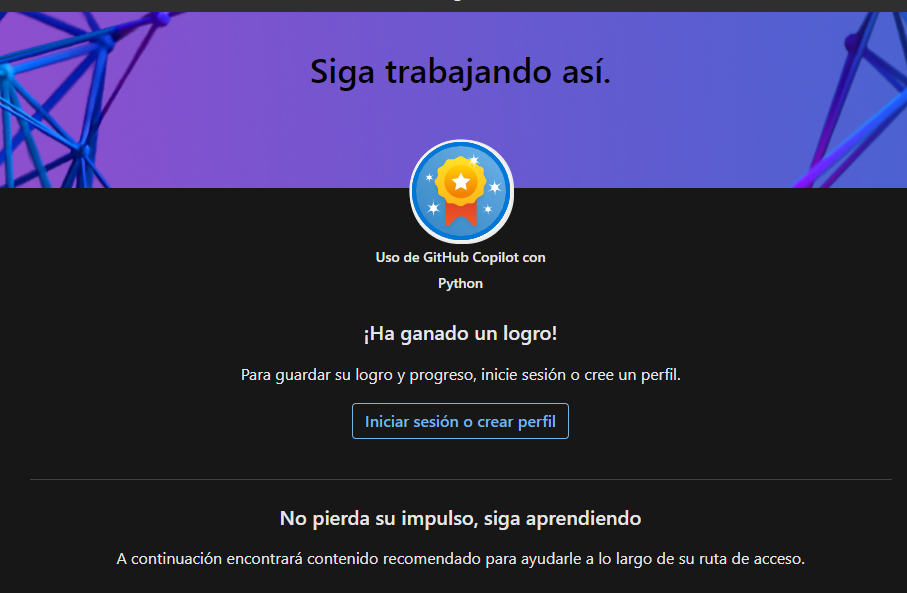 Siga trabajando así.
Uso de GitHub Copilot con
Python
¡Ha ganado un logro!
Para guardar su logro y progreso, inicie sesión o cree un perfil.
Iniciar sesión o crear perfil
No pierda su impulso, siga aprendiendo
A continuación encontrará contenido recomendado para ayudarle a lo largo de su ruta de acceso.